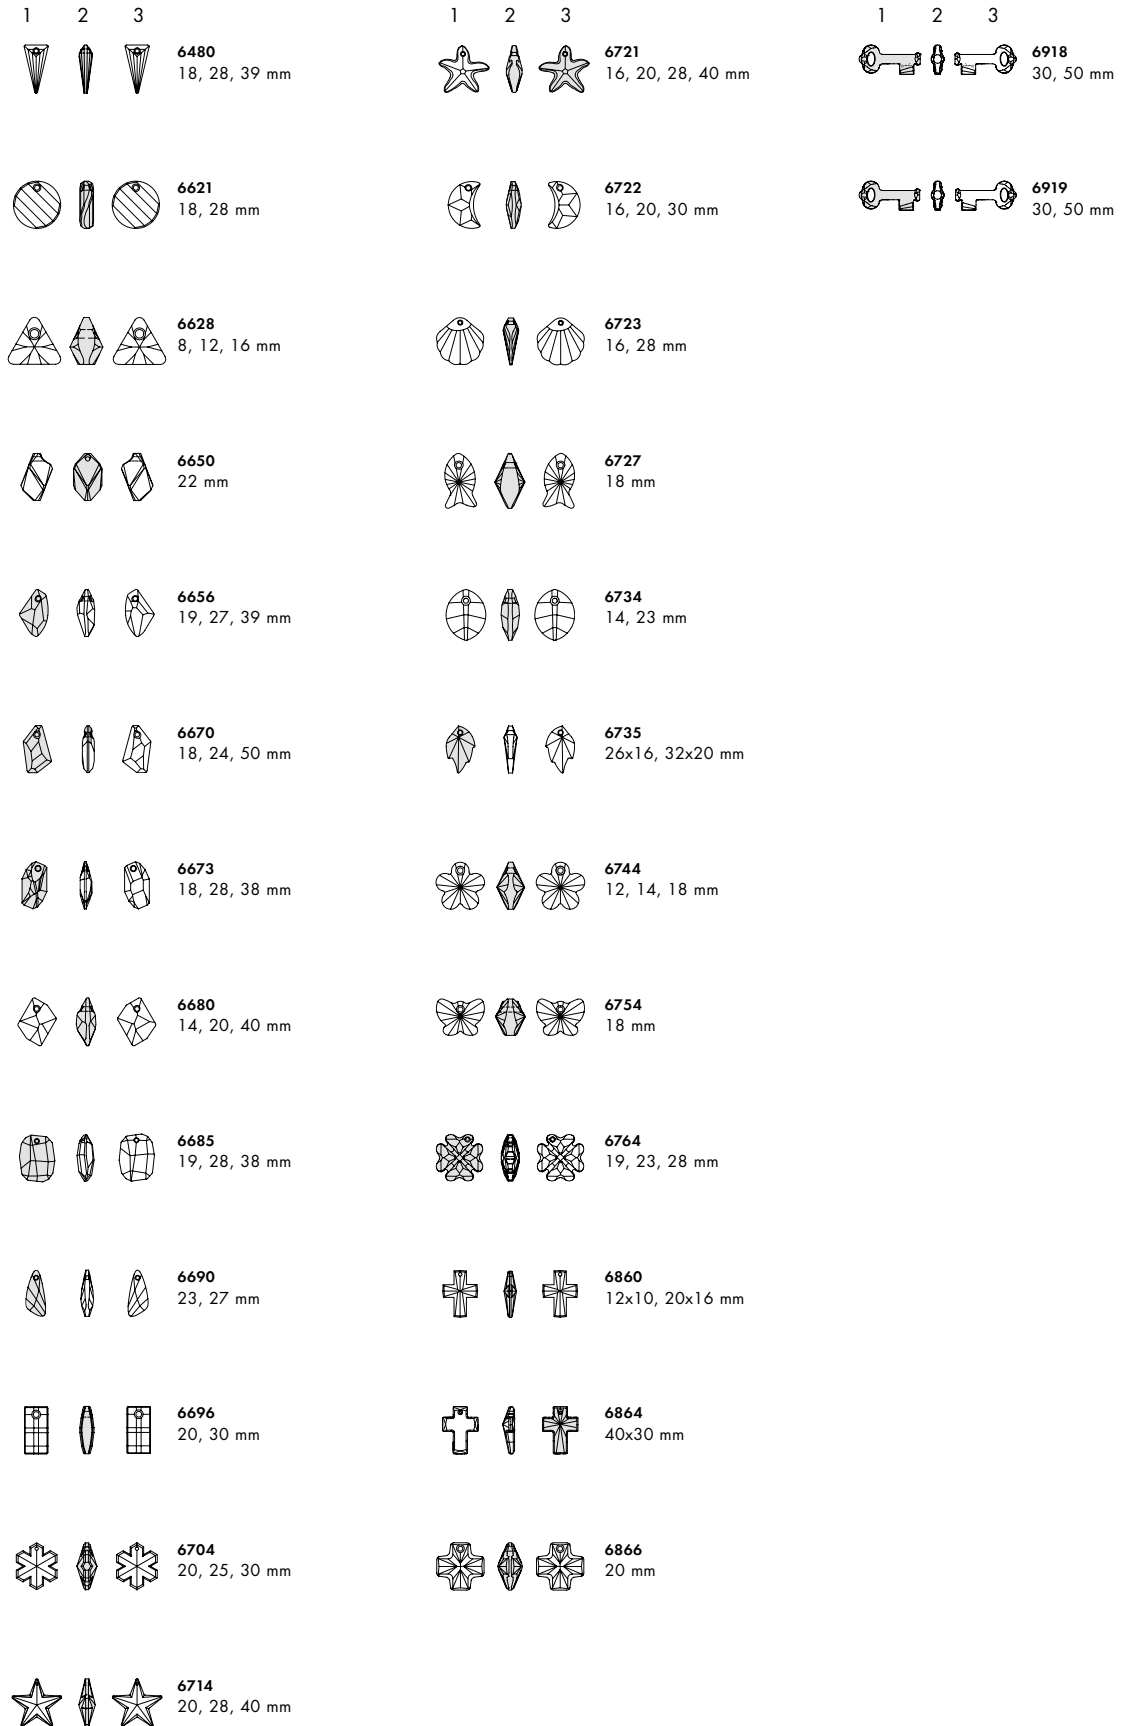 1 2 3
6480
18, 28, 39 mm
6621
18, 28 mm
6628
8, 12, 16 mm
6650
22 mm
6656
19, 27, 39 mm
6670
18, 24, 50 mm
6673
18, 28, 38 mm
6680
14, 20, 40 mm
6685
19, 28, 38 mm
6690
23, 27 mm
6696
20, 30 mm
6704
20, 25, 30 mm
6714
20, 28, 40 mm
1 2 3
6721
16, 20, 28, 40 mm
6722
16, 20, 30 mm
6723
16, 28 mm
6727
18 mm
6734
14, 23 mm
6735
26x16, 32x20 mm
6744
12, 14, 18 mm
6754
18 mm
6764
19, 23, 28 mm
6860
12x10, 20x16 mm
6864
40x30 mm
6866
20 mm
1 2 3
6918
30, 50 mm
6919
30, 50 mm